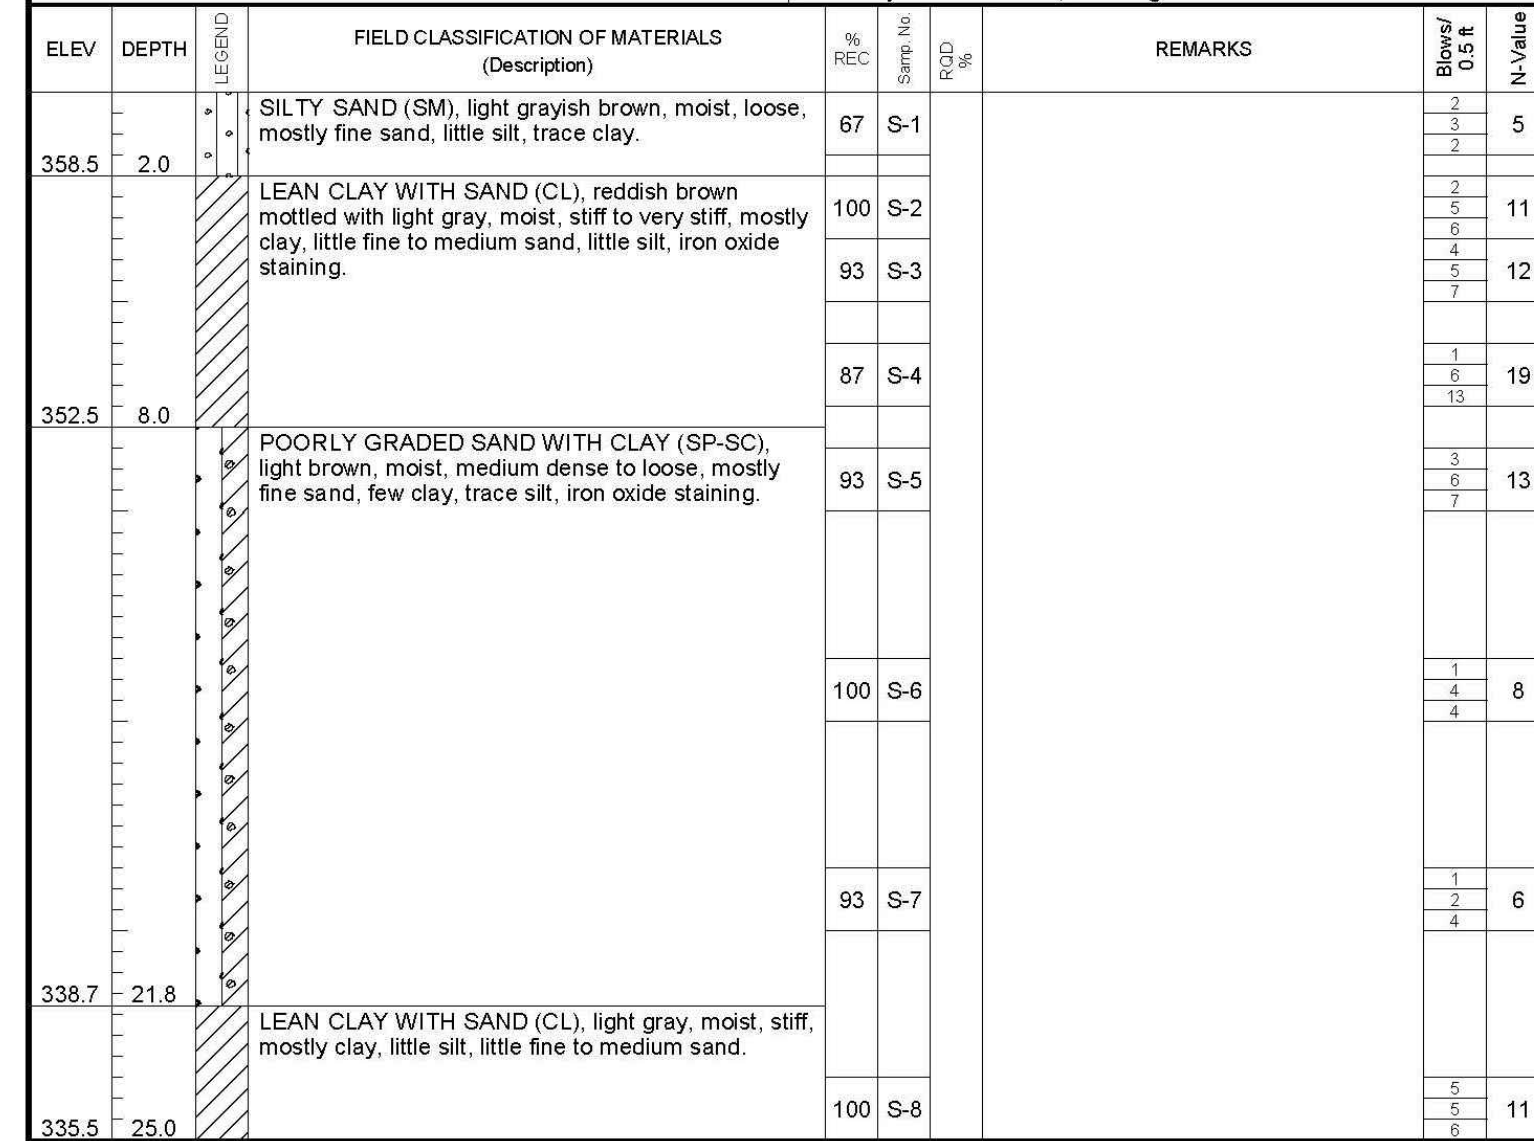 ELEV DEPTH LEGEND FIELD CLASSIFICATION OF MATERIALS (Description) % REC Samp. No. RQD % REMARKS Blows/ 0.5 ft N-Value
SILTY SAND (SM), light grayish brown, moist, loose,
mostly fine sand, little silt, trace clay.
67 S-1 2 3 2 5
358.5 2.0
LEAN CLAY WITH SAND (CL), reddish brown
mottled with light gray, moist, stiff to very stiff, mostly
clay, little fine to medium sand, little silt, iron oxide
staining.
100 S-2 2 5 6 11
93 S-3 4 5 7 12
87 S-4 1 6 13 19
352.5 8.0
POORLY GRADED SAND WITH CLAY (SP-SC),
light brown, moist, medium dense to loose, mostly
fine sand, few clay, trace silt, iron oxide staining.
93 S-5 3 6 7 13
100 S-6 1 4 4 8
93 S-7 1 2 4 6
338.7 21.8
LEAN CLAY WITH SAND (CL), light gray, moist, stiff,
mostly clay, little silt, little fine to medium sand.
100 S-8 5 5 6 11
335.5 25.0